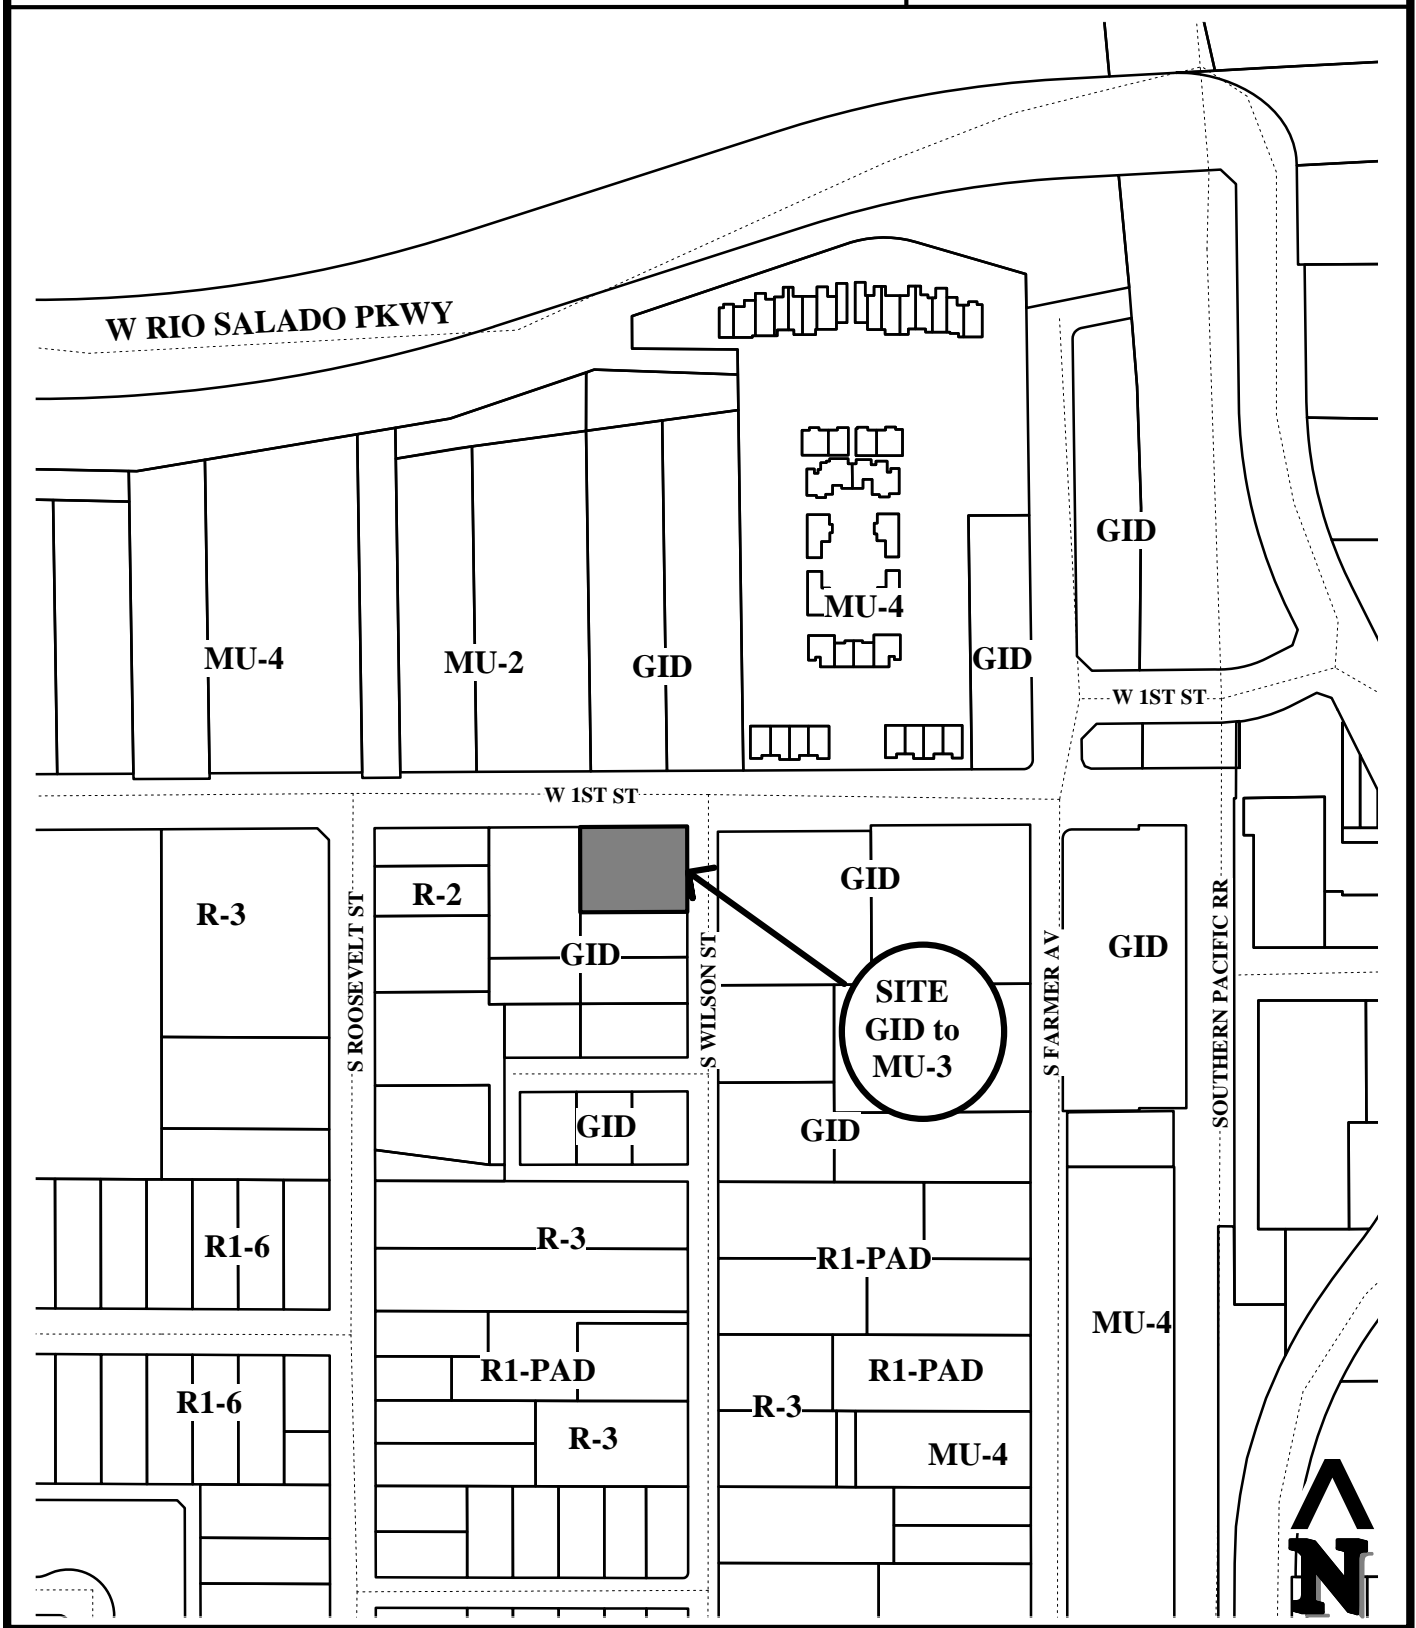 W RIO SALADO PKWY
GID
MU-4
MU-4
MU-2
GID
GID
W 1ST ST
W 1ST ST
R-3
S ROOSEVELT ST
R-2
GID
S WILSON ST
GID
SITE
GID to
MU-3
S FARMER AV
GID
SOUTHERN PACIFIC RR
GID
GID
R1-6
R-3
R1-PAD
MU-4
R1-6
R1-PAD
R-3
R-3
R1-PAD
MU-4
N